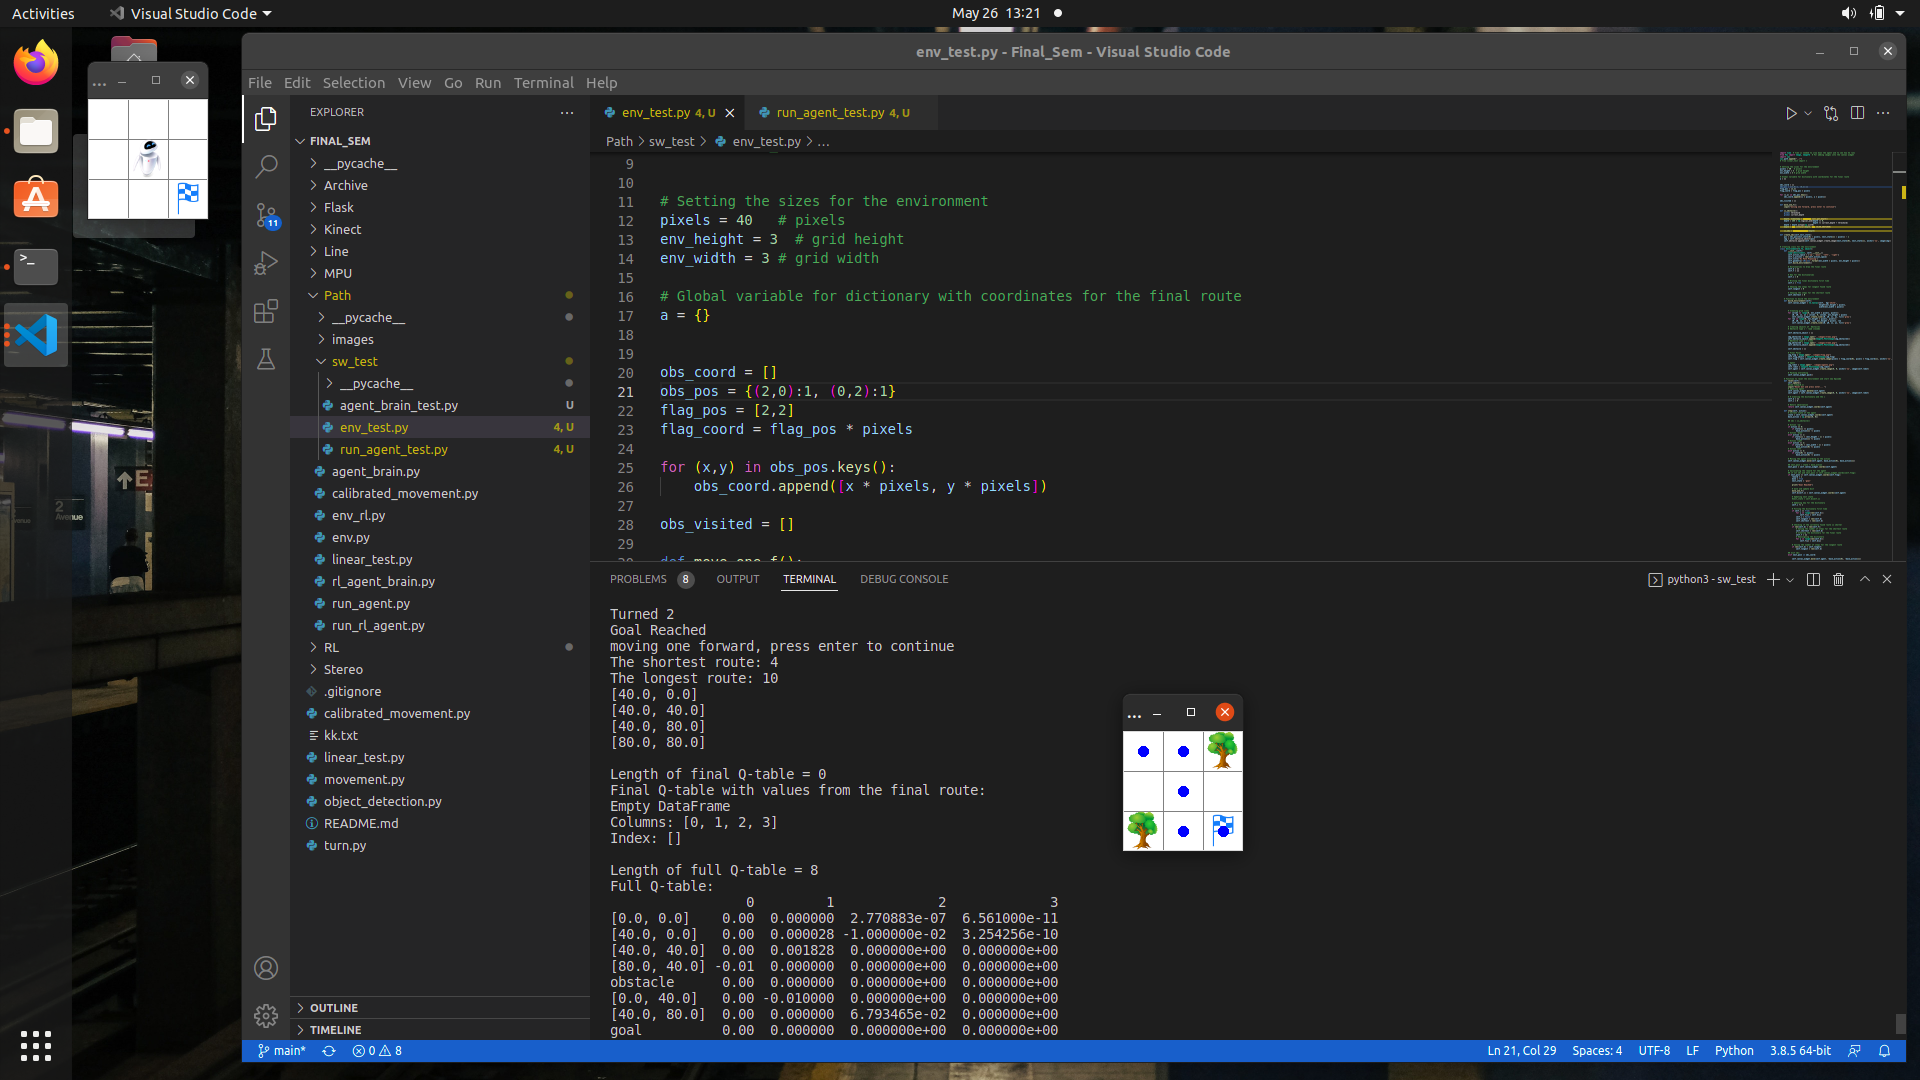 Activities
Visual Studio Code
May 26 13:21
env_test.py - Final_Sem - Visual Studio Code
File Edit Selection View Go Run Terminal Help
EXPLORER
FINAL_SEM
__pycache__
Archive
Flask
Kinect
Line
MPU
Path
__pycache__
images
sw_test
__pycache__
agent_brain_test.py U
env_test.py 4, U
run_agent_test.py 4, U
agent_brain.py
calibrated_movement.py
env_rl.py
env.py
linear_test.py
rl_agent_brain.py
run_agent.py
run_rl_agent.py
RL
Stereo
.gitignore
calibrated_movement.py
kk.txt
linear_test.py
movement.py
object_detection.py
README.md
turn.py
OUTLINE
TIMELINE
11
env_test.py 4, U
run_agent_test.py 4, U
Path > sw_test > env_test.py > ...
9
10
11 # Setting the sizes for the environment
12 pixels = 40 # pixels
13 env_height = 3 # grid height
14 env_width = 3 # grid width
15
16 # Global variable for dictionary with coordinates for the final route
17 a = {}
18
19
20 obs_coord = []
21 obs_pos = {(2,0):1, (0,2):1}
22 flag_pos = [2,2]
23 flag_coord = flag_pos * pixels
24
25 for (x,y) in obs_pos.keys():
26 obs_coord.append([x * pixels, y * pixels])
27
28 obs_visited = []
29
30 def move_one_f():
PROBLEMS 8 OUTPUT TERMINAL DEBUG CONSOLE
python3 - sw_test
Turned 2
Goal Reached
moving one forward, press enter to continue
The shortest route: 4
The longest route: 10
[40.0, 0.0]
[40.0, 40.0]
[40.0, 80.0]
[80.0, 80.0]
Length of final Q-table = 0
Final Q-table with values from the final route:
Empty DataFrame
Columns: [0, 1, 2, 3]
Index: []
Length of full Q-table = 8
Full Q-table:
0 1 2 3
[0.0, 0.0] 0.00 0.000000 2.770883e-07 6.561000e-11
[40.0, 0.0] 0.00 0.000028 -1.000000e-02 3.254256e-10
[40.0, 40.0] 0.00 0.001828 0.000000e+00 0.000000e+00
[80.0, 40.0] -0.01 0.000000 0.000000e+00 0.000000e+00
obstacle 0.00 0.000000 0.000000e+00 0.000000e+00
[0.0, 40.0] 0.00 -0.010000 0.000000e+00 0.000000e+00
[40.0, 80.0] 0.00 0.000000 6.793465e-02 0.000000e+00
goal 0.00 0.000000 0.000000e+00 0.000000e+00
main* 0 8
Ln 21, Col 29 Spaces: 4 UTF-8 LF Python 3.8.5 64-bit
2
Avenue